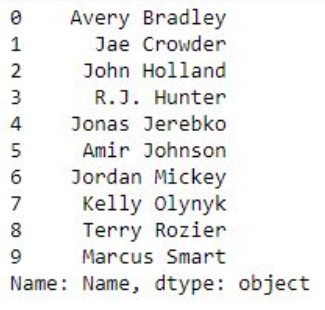 0    Avery Bradley
1      Jae Crowder
2     John Holland
3      R.J. Hunter
4    Jonas Jerebko
5     Amir Johnson
6    Jordan Mickey
7     Kelly Olynyk
8     Terry Rozier
9     Marcus Smart
Name: Name, dtype: object